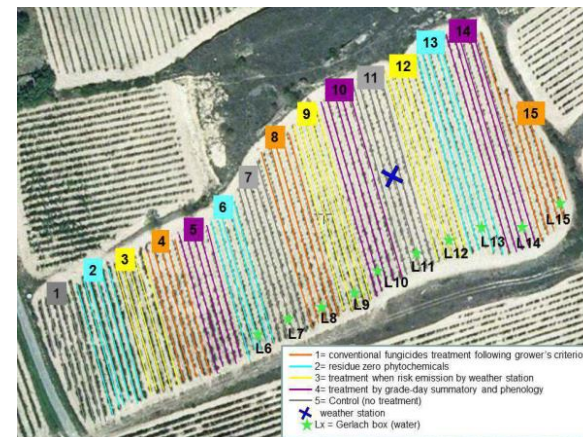 1
2
3
4
5
6
7
8
9
10
11
12
13
14
15
L6
L7
L8
L9
L10
L11
L12
L13
L14
L15
1= conventional fungicides treatment following grower's criterio
2= residue zero phytochemicals
3= treatment when risk emission by weather station
4= treatment by grade-day summatory and phenology
5= Control (no treatment)
weather station
Lx = Gerlach box (water)